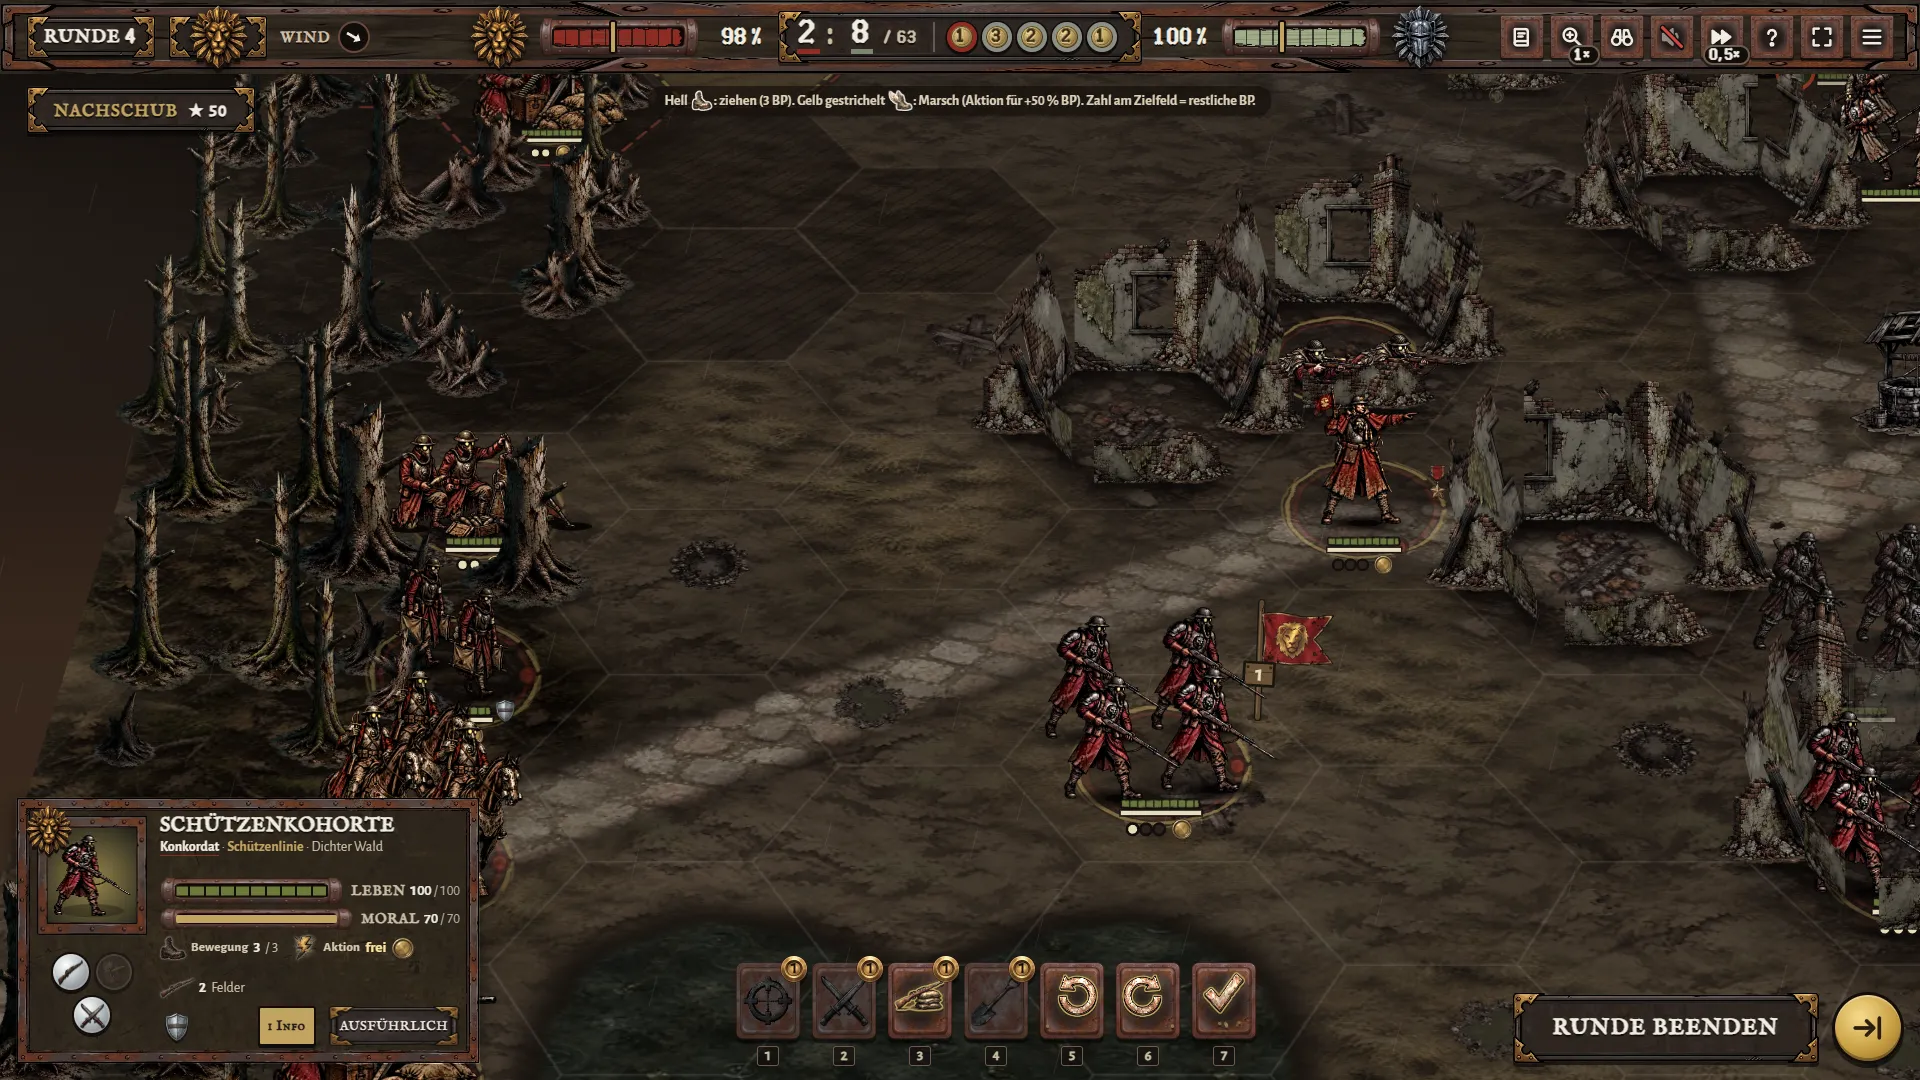 RUNDE 4
WIND
98 %
2 : 8 / 63
1 3 2 2 1
100 %
1×
0,5×
?
NACHSCHUB ★ 50
Hell : ziehen (3 BP). Gelb gestrichelt : Marsch (Aktion für +50 % BP). Zahl am Zielfeld = restliche BP.
1
SCHÜTZENKOHORTE
Konkordat · Schützenlinie · Dichter Wald
LEBEN 100/100
MORAL 70/70
Bewegung 3/3 Aktion frei
2 Felder
1 INFO
AUSFÜHRLICH
1 1 1 1
1 2 3 4 5 6 7
RUNDE BEENDEN